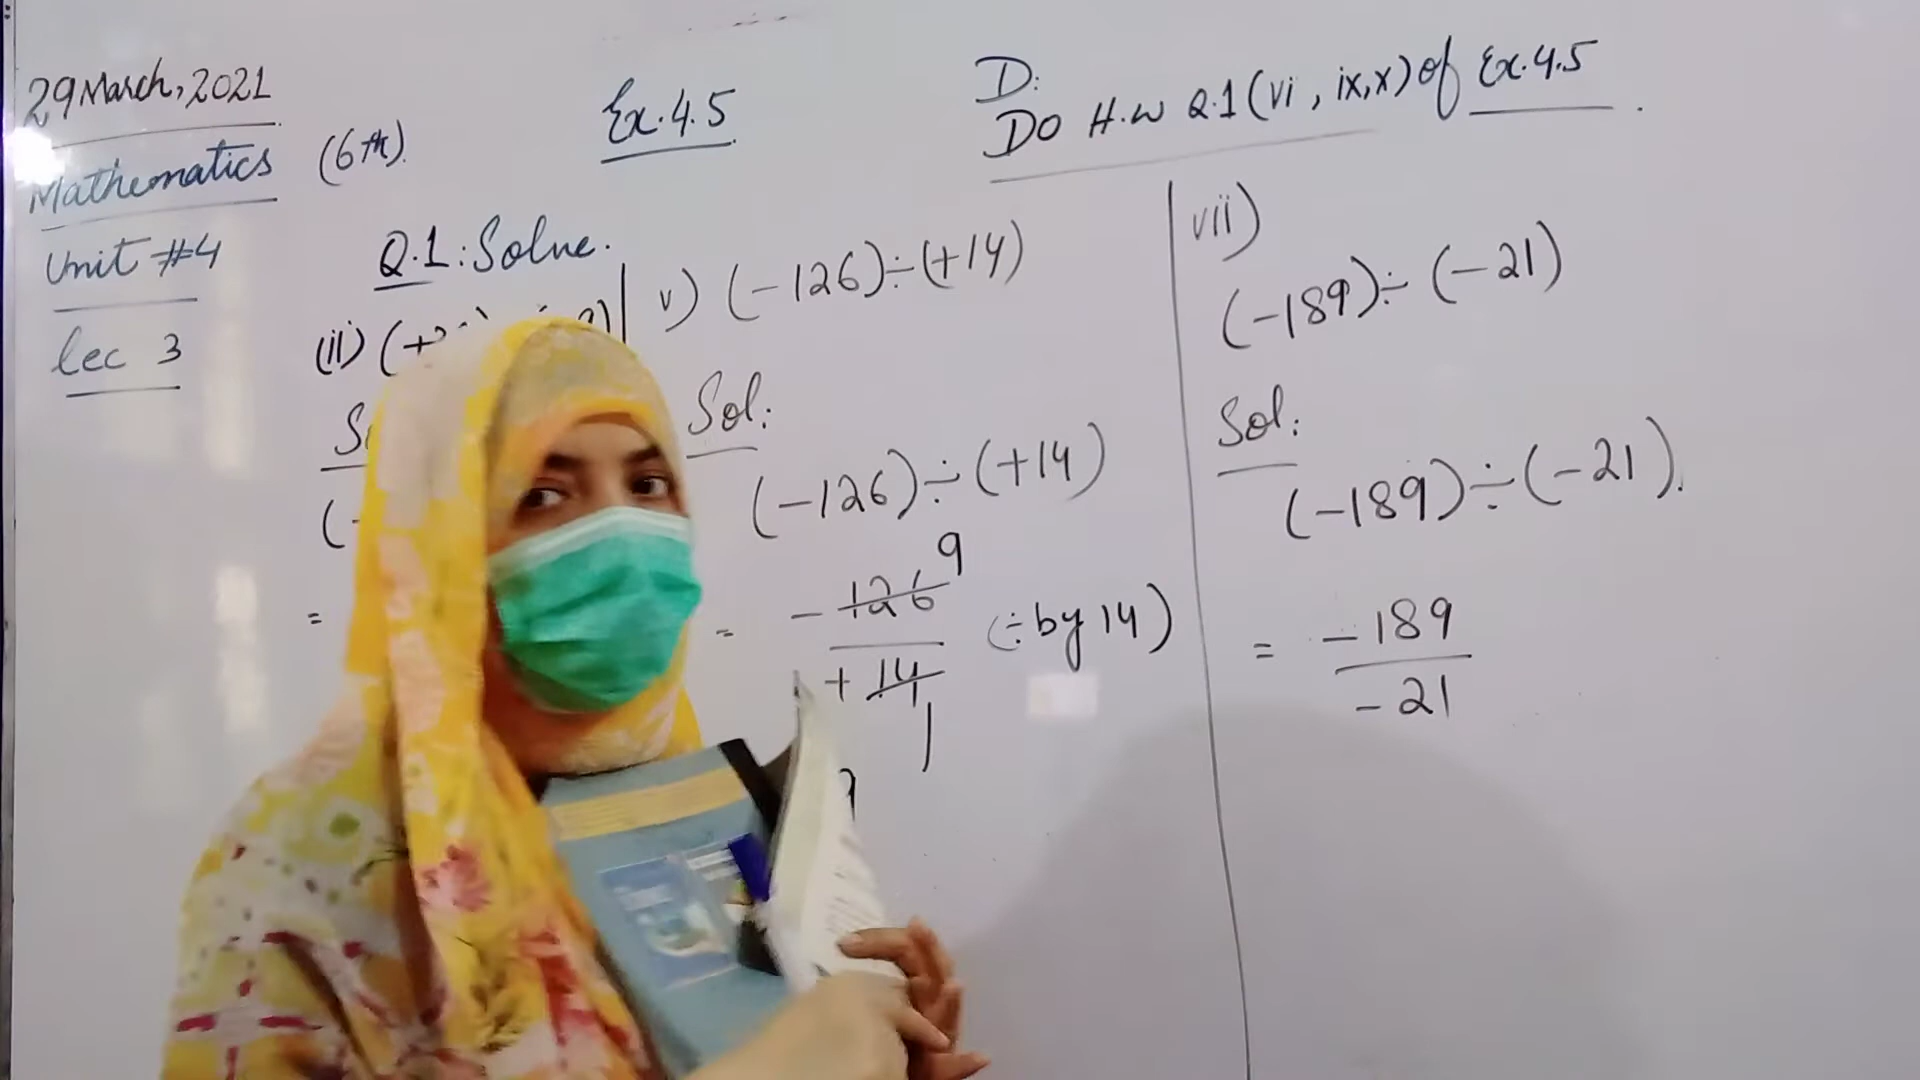 29 March, 2021
Mathematics (6th).
Unit #4
Lec 3
Ex. 4.5
D:
Do H.W Q.1 (vi, ix, x) of Ex. 4.5.
Q.1: Solve.
(ii) (+
v) (-126)÷(+14)
Sol:
(-126)÷(+14)
= -126 9
+14 1
(÷by 14)
vii)
(-189)÷(-21)
Sol:
(-189)÷(-21).
= -189
-21